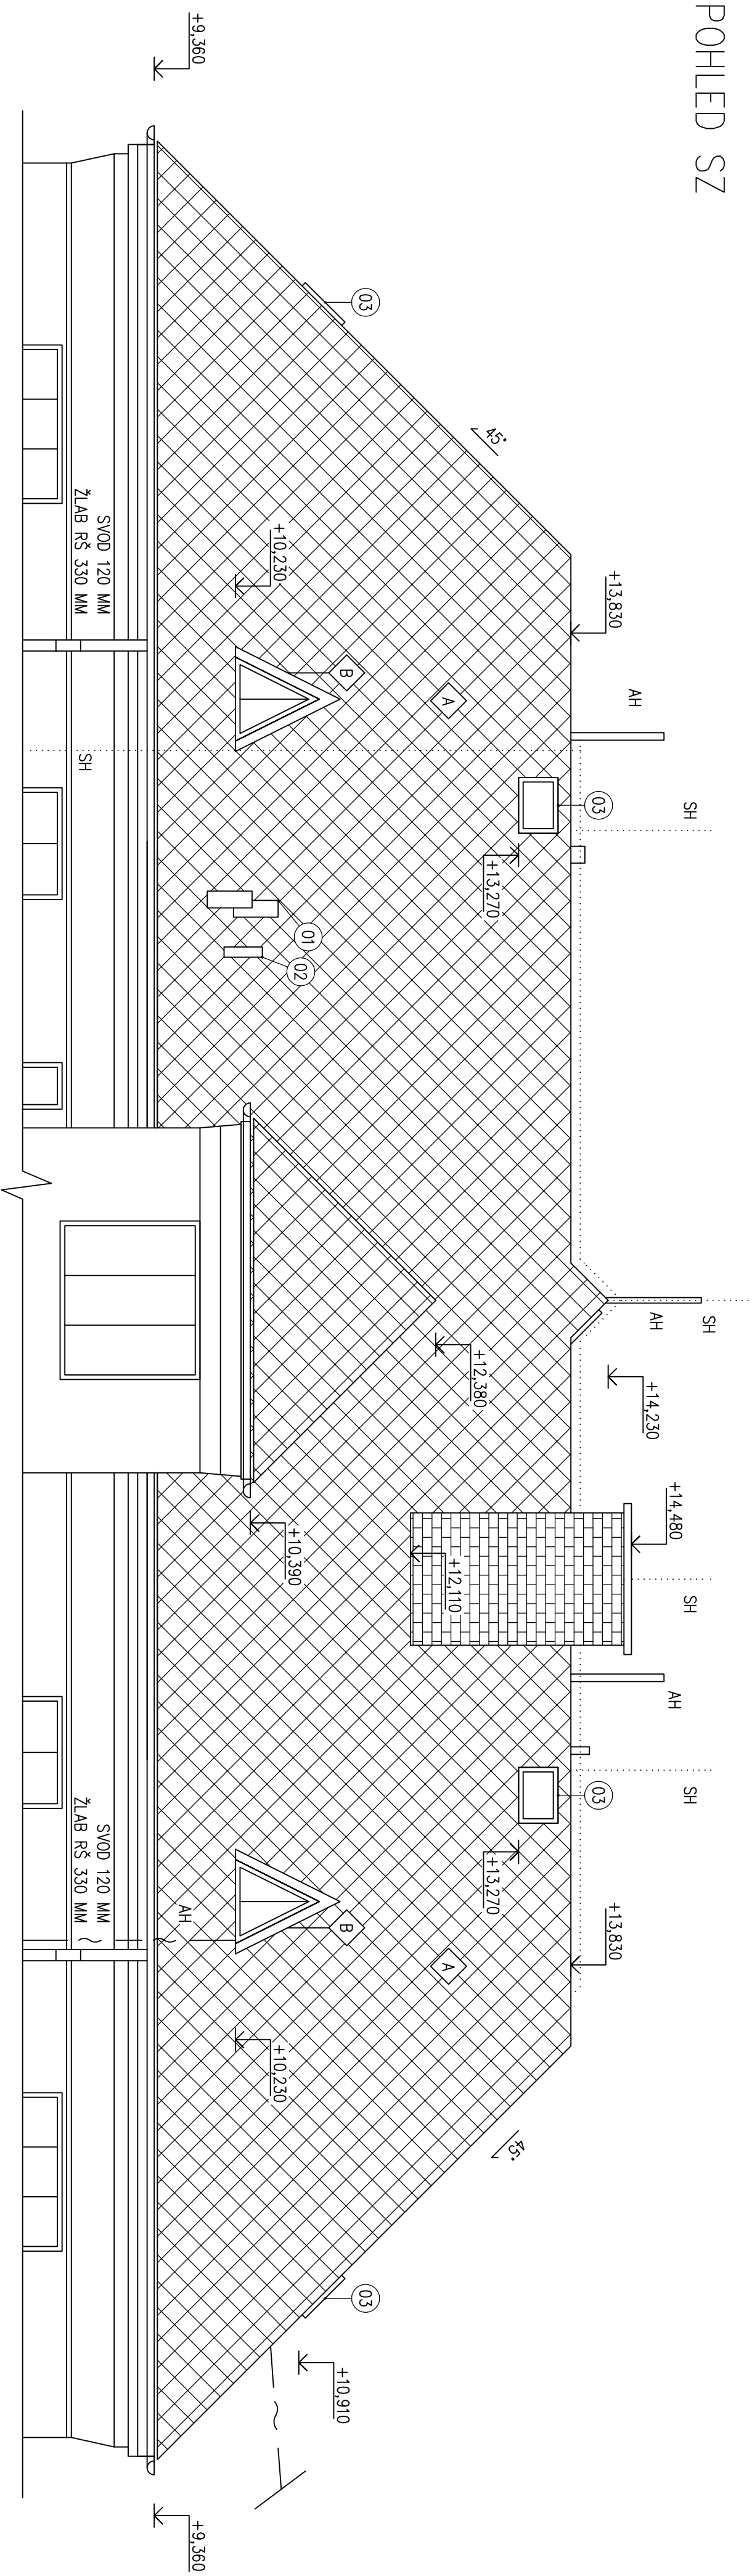 POHLED SZ
+9,360
03
45°
+13,830
AH
SH
03
+13,270
+10,230
B
A
SVOD 120 MM
ŽLAB RŠ 330 MM
SH
01
02
SH
AH
+14,230
+12,380
+10,390
+14,480
+12,110
SH
AH
SH
03
+13,270
+13,830
B
A
AH
SVOD 120 MM
ŽLAB RŠ 330 MM
+10,230
45°
03
+10,910
+9,360